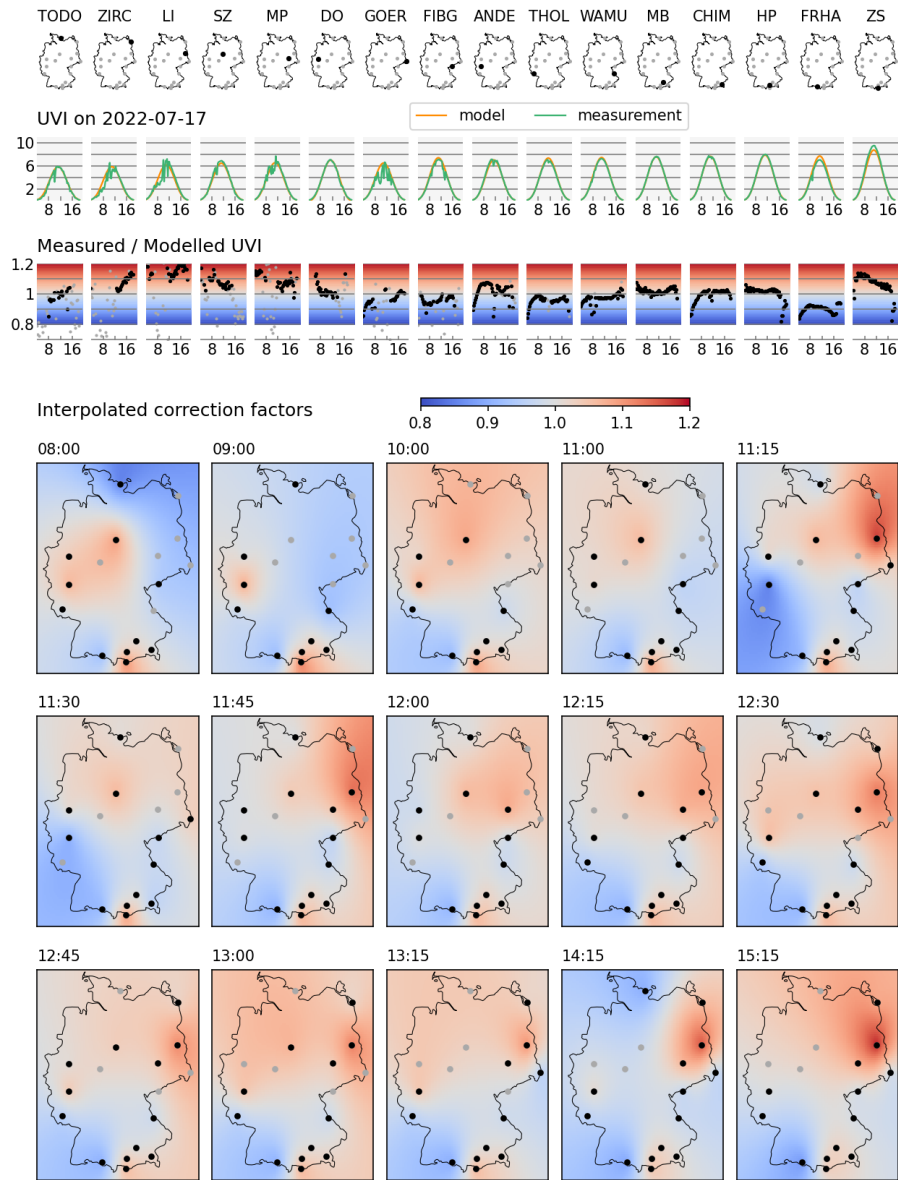 TODO ZIRC LI SZ MP DO GOER FIBG ANDE THOL WAMU MB CHIM HP FRHA ZS
UVI on 2022-07-17
model measurement
10
6
2
8 16 8 16 8 16 8 16 8 16 8 16 8 16 8 16 8 16 8 16 8 16 8 16 8 16 8 16 8 16 8 16
Measured / Modelled UVI
1.2
1
0.8
8 16 8 16 8 16 8 16 8 16 8 16 8 16 8 16 8 16 8 16 8 16 8 16 8 16 8 16 8 16 8 16
Interpolated correction factors
0.8 0.9 1.0 1.1 1.2
08:00 09:00 10:00 11:00 11:15
11:30 11:45 12:00 12:15 12:30
12:45 13:00 13:15 14:15 15:15